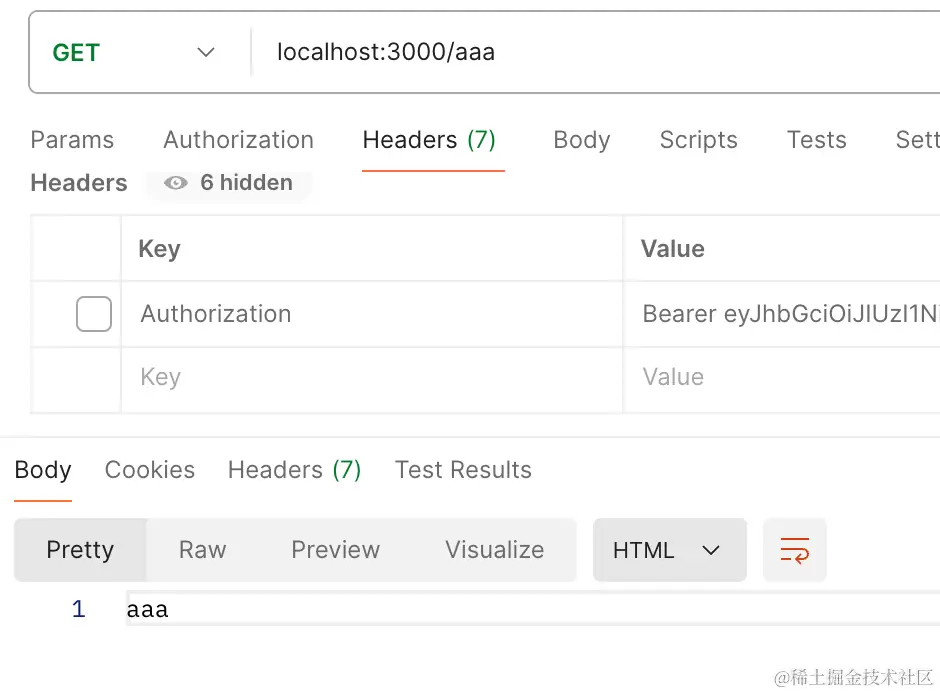 GET localhost:3000/aaa
Params Authorization Headers (7) Body Scripts Tests Sett
Headers 6 hidden
Key Value
Authorization Bearer eyJhbGciOiJIUzI1Ni
Key Value
Body Cookies Headers (7) Test Results
Pretty Raw Preview Visualize HTML
1 aaa
@稀土掘金技术社区